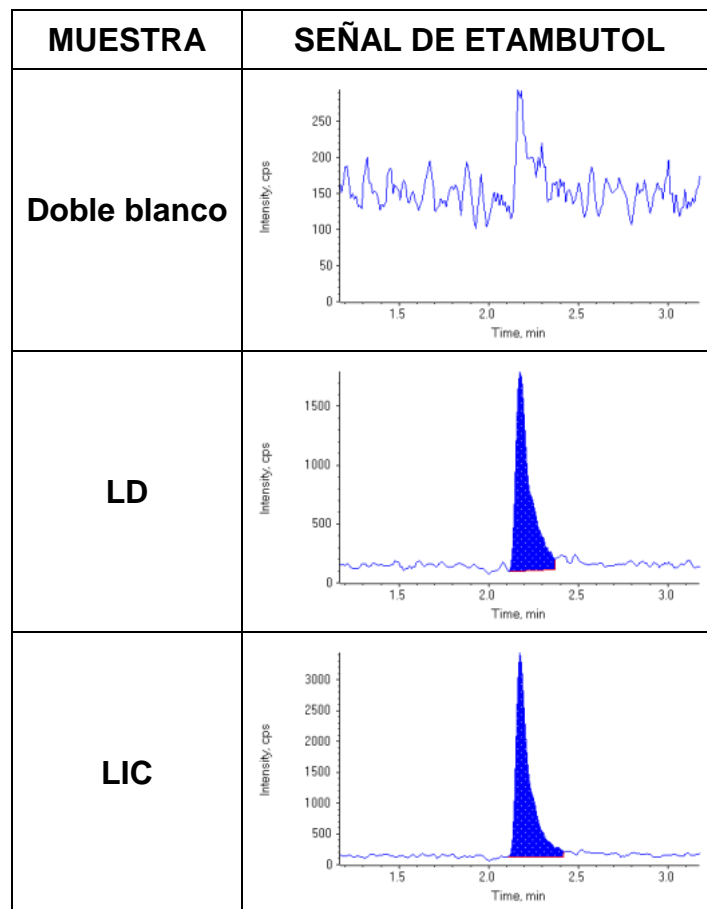 MUESTRA
SEÑAL DE ETAMBUTOL
Doble blanco
Intensity, cps
250
200
150
100
50
0
1.5
2.0
2.5
3.0
Time, min
LD
Intensity, cps
1500
1000
500
0
1.5
2.0
2.5
3.0
Time, min
LIC
Intensity, cps
3000
2500
2000
1500
1000
500
0
1.5
2.0
2.5
3.0
Time, min